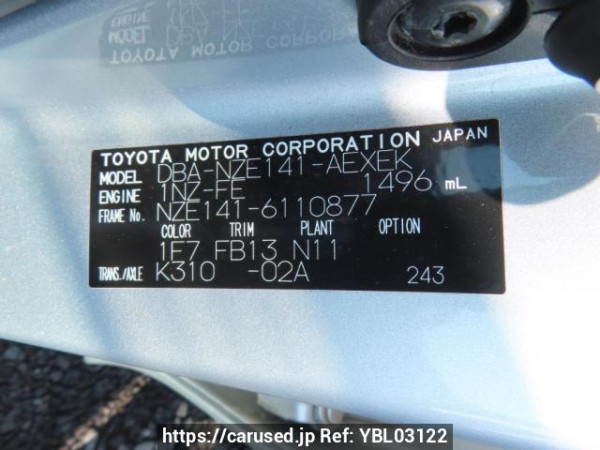 TOYOTA MOTOR CORPORATION JAPAN
MODEL DBA-NZE141-AEXEK
ENGINE 1NZ-FE 1496 mL
FRAME No. NZE141-6110877
COLOR TRIM PLANT OPTION
1E7 FB13 N11
TRANS./AXLE K310 -02A 243
https://carused.jp Ref: YBL03122